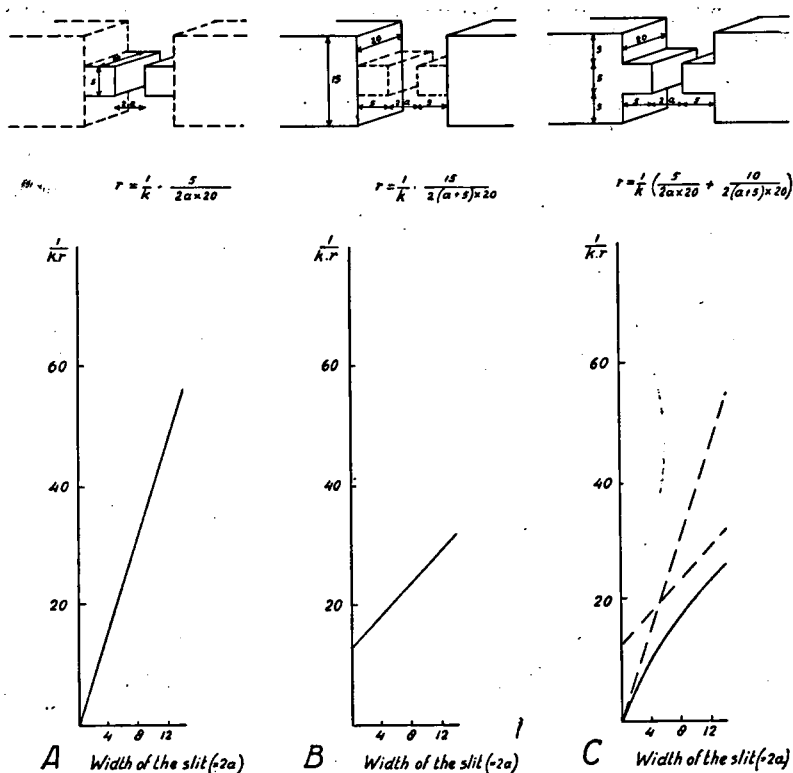 5
2a
20
15
5 2a 5
20
5
5
5
5 2a 5
r = 1/k · 5/(2a×20)
r = 1/k · 15/(2(a+5)×20)
r = 1/k (5/(2a×20) + 10/(2(a+5)×20))
1/k.r
60
40
20
4 8 12
A Width of the slit (=2a)
1/k.r
60
40
20
4 8 12
B Width of the slit (=2a)
1/k.r
60
40
20
4 8 12
C Width of the slit (=2a)